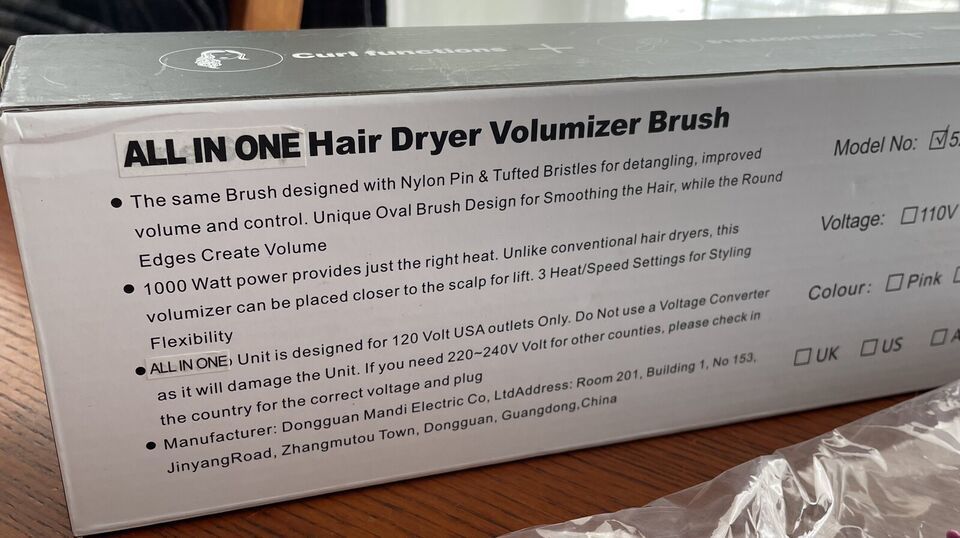 Curl functions + STRAIGHTENING +
ALL IN ONE Hair Dryer Volumizer Brush
• The same Brush designed with Nylon Pin & Tufted Bristles for detangling, improved
volume and control. Unique Oval Brush Design for Smoothing the Hair, while the Round
Edges Create Volume
• 1000 Watt power provides just the right heat. Unlike conventional hair dryers, this
volumizer can be placed closer to the scalp for lift. 3 Heat/Speed Settings for Styling
Flexibility
• ALL IN ONE Unit is designed for 120 Volt USA outlets Only. Do Not use a Voltage Converter
as it will damage the Unit. If you need 220~240V Volt for other counties, please check in
the country for the correct voltage and plug
• Manufacturer: Dongguan Mandi Electric Co, LtdAddress: Room 201, Building 1, No 153,
JinyangRoad, Zhangmutou Town, Dongguan, Guangdong,China
Model No: ☑ 5
Voltage: ☐ 110V
Colour: ☐ Pink ☐
☐ UK ☐ US ☐ A